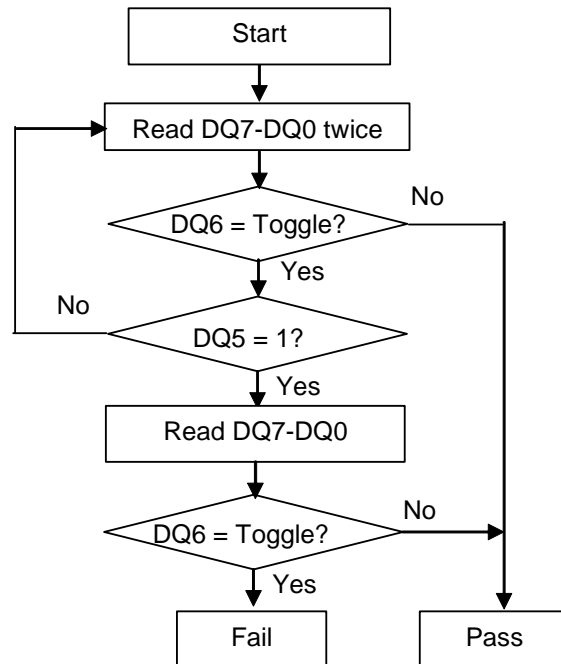 Start
Read DQ7-DQ0 twice
No
DQ6 = Toggle?
Yes
No
DQ5 = 1?
Yes
Read DQ7-DQ0
No
DQ6 = Toggle?
Yes
Fail
Pass